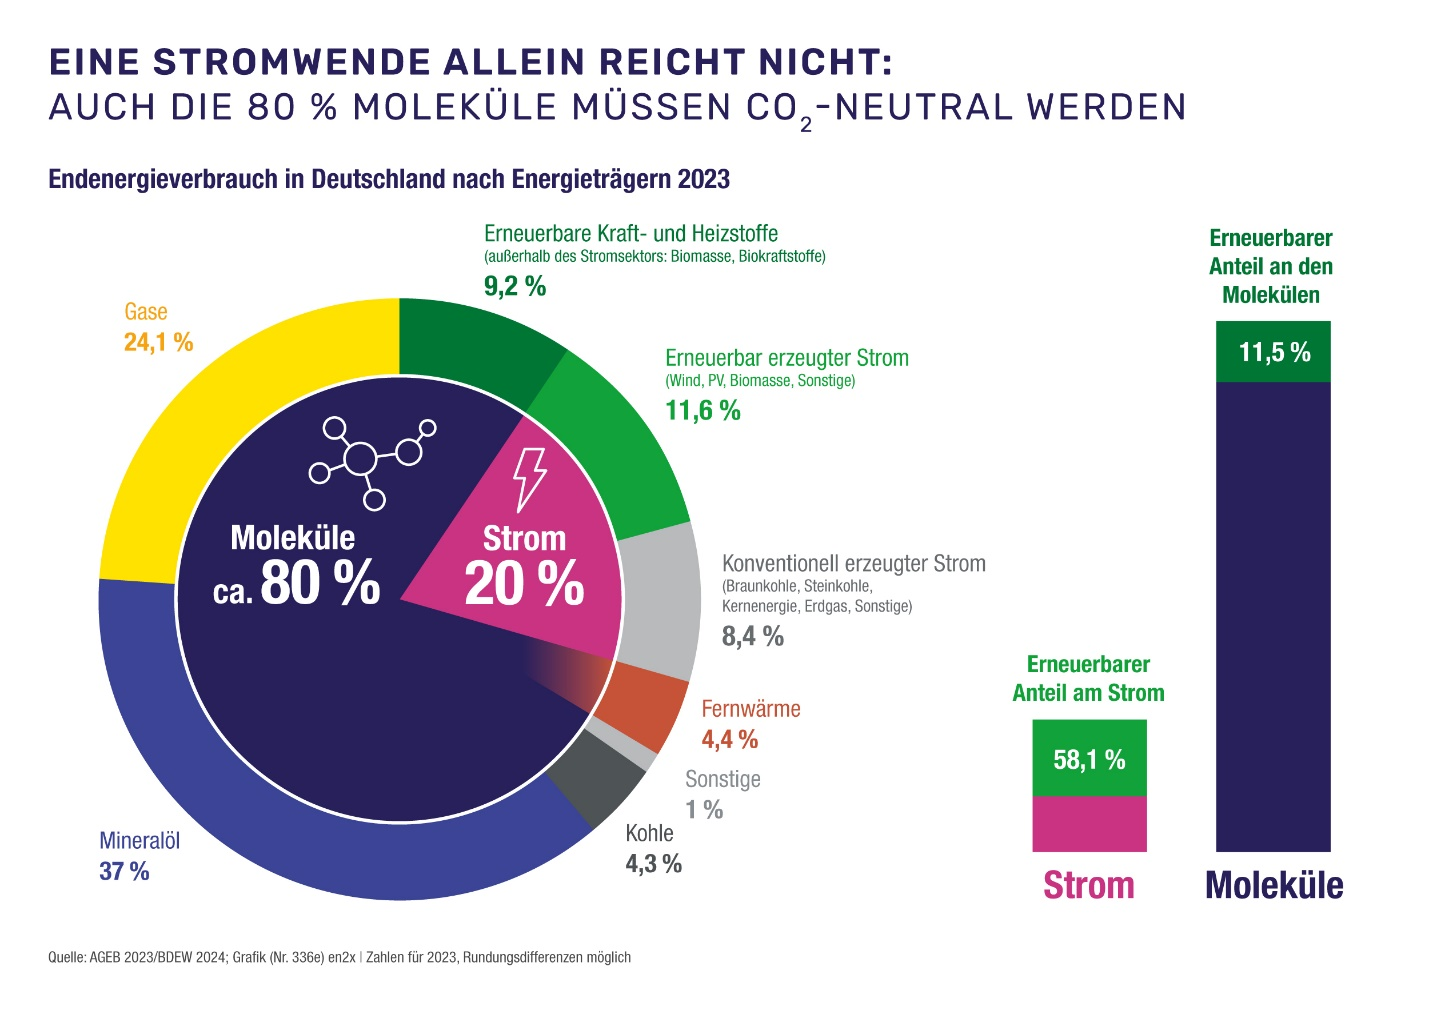 EINE STROMWENDE ALLEIN REICHT NICHT:
AUCH DIE 80 % MOLEKÜLE MÜSSEN CO₂-NEUTRAL WERDEN
Endenergieverbrauch in Deutschland nach Energieträgern 2023
Erneuerbare Kraft- und Heizstoffe
(außerhalb des Stromsektors: Biomasse, Biokraftstoffe)
9,2 %
Erneuerbar erzeugter Strom
(Wind, PV, Biomasse, Sonstige)
11,6 %
Konventionell erzeugter Strom
(Braunkohle, Steinkohle,
Kernenergie, Erdgas, Sonstige)
8,4 %
Fernwärme
4,4 %
Sonstige
1 %
Kohle
4,3 %
Mineralöl
37 %
Gase
24,1 %
Moleküle
ca. 80 %
Strom
20 %
Erneuerbarer
Anteil am Strom
58,1 %
Strom
Erneuerbarer
Anteil an den
Molekülen
11,5 %
Moleküle
Quelle: AGEB 2023/BDEW 2024; Grafik (Nr. 336e) en2x | Zahlen für 2023, Rundungsdifferenzen möglich